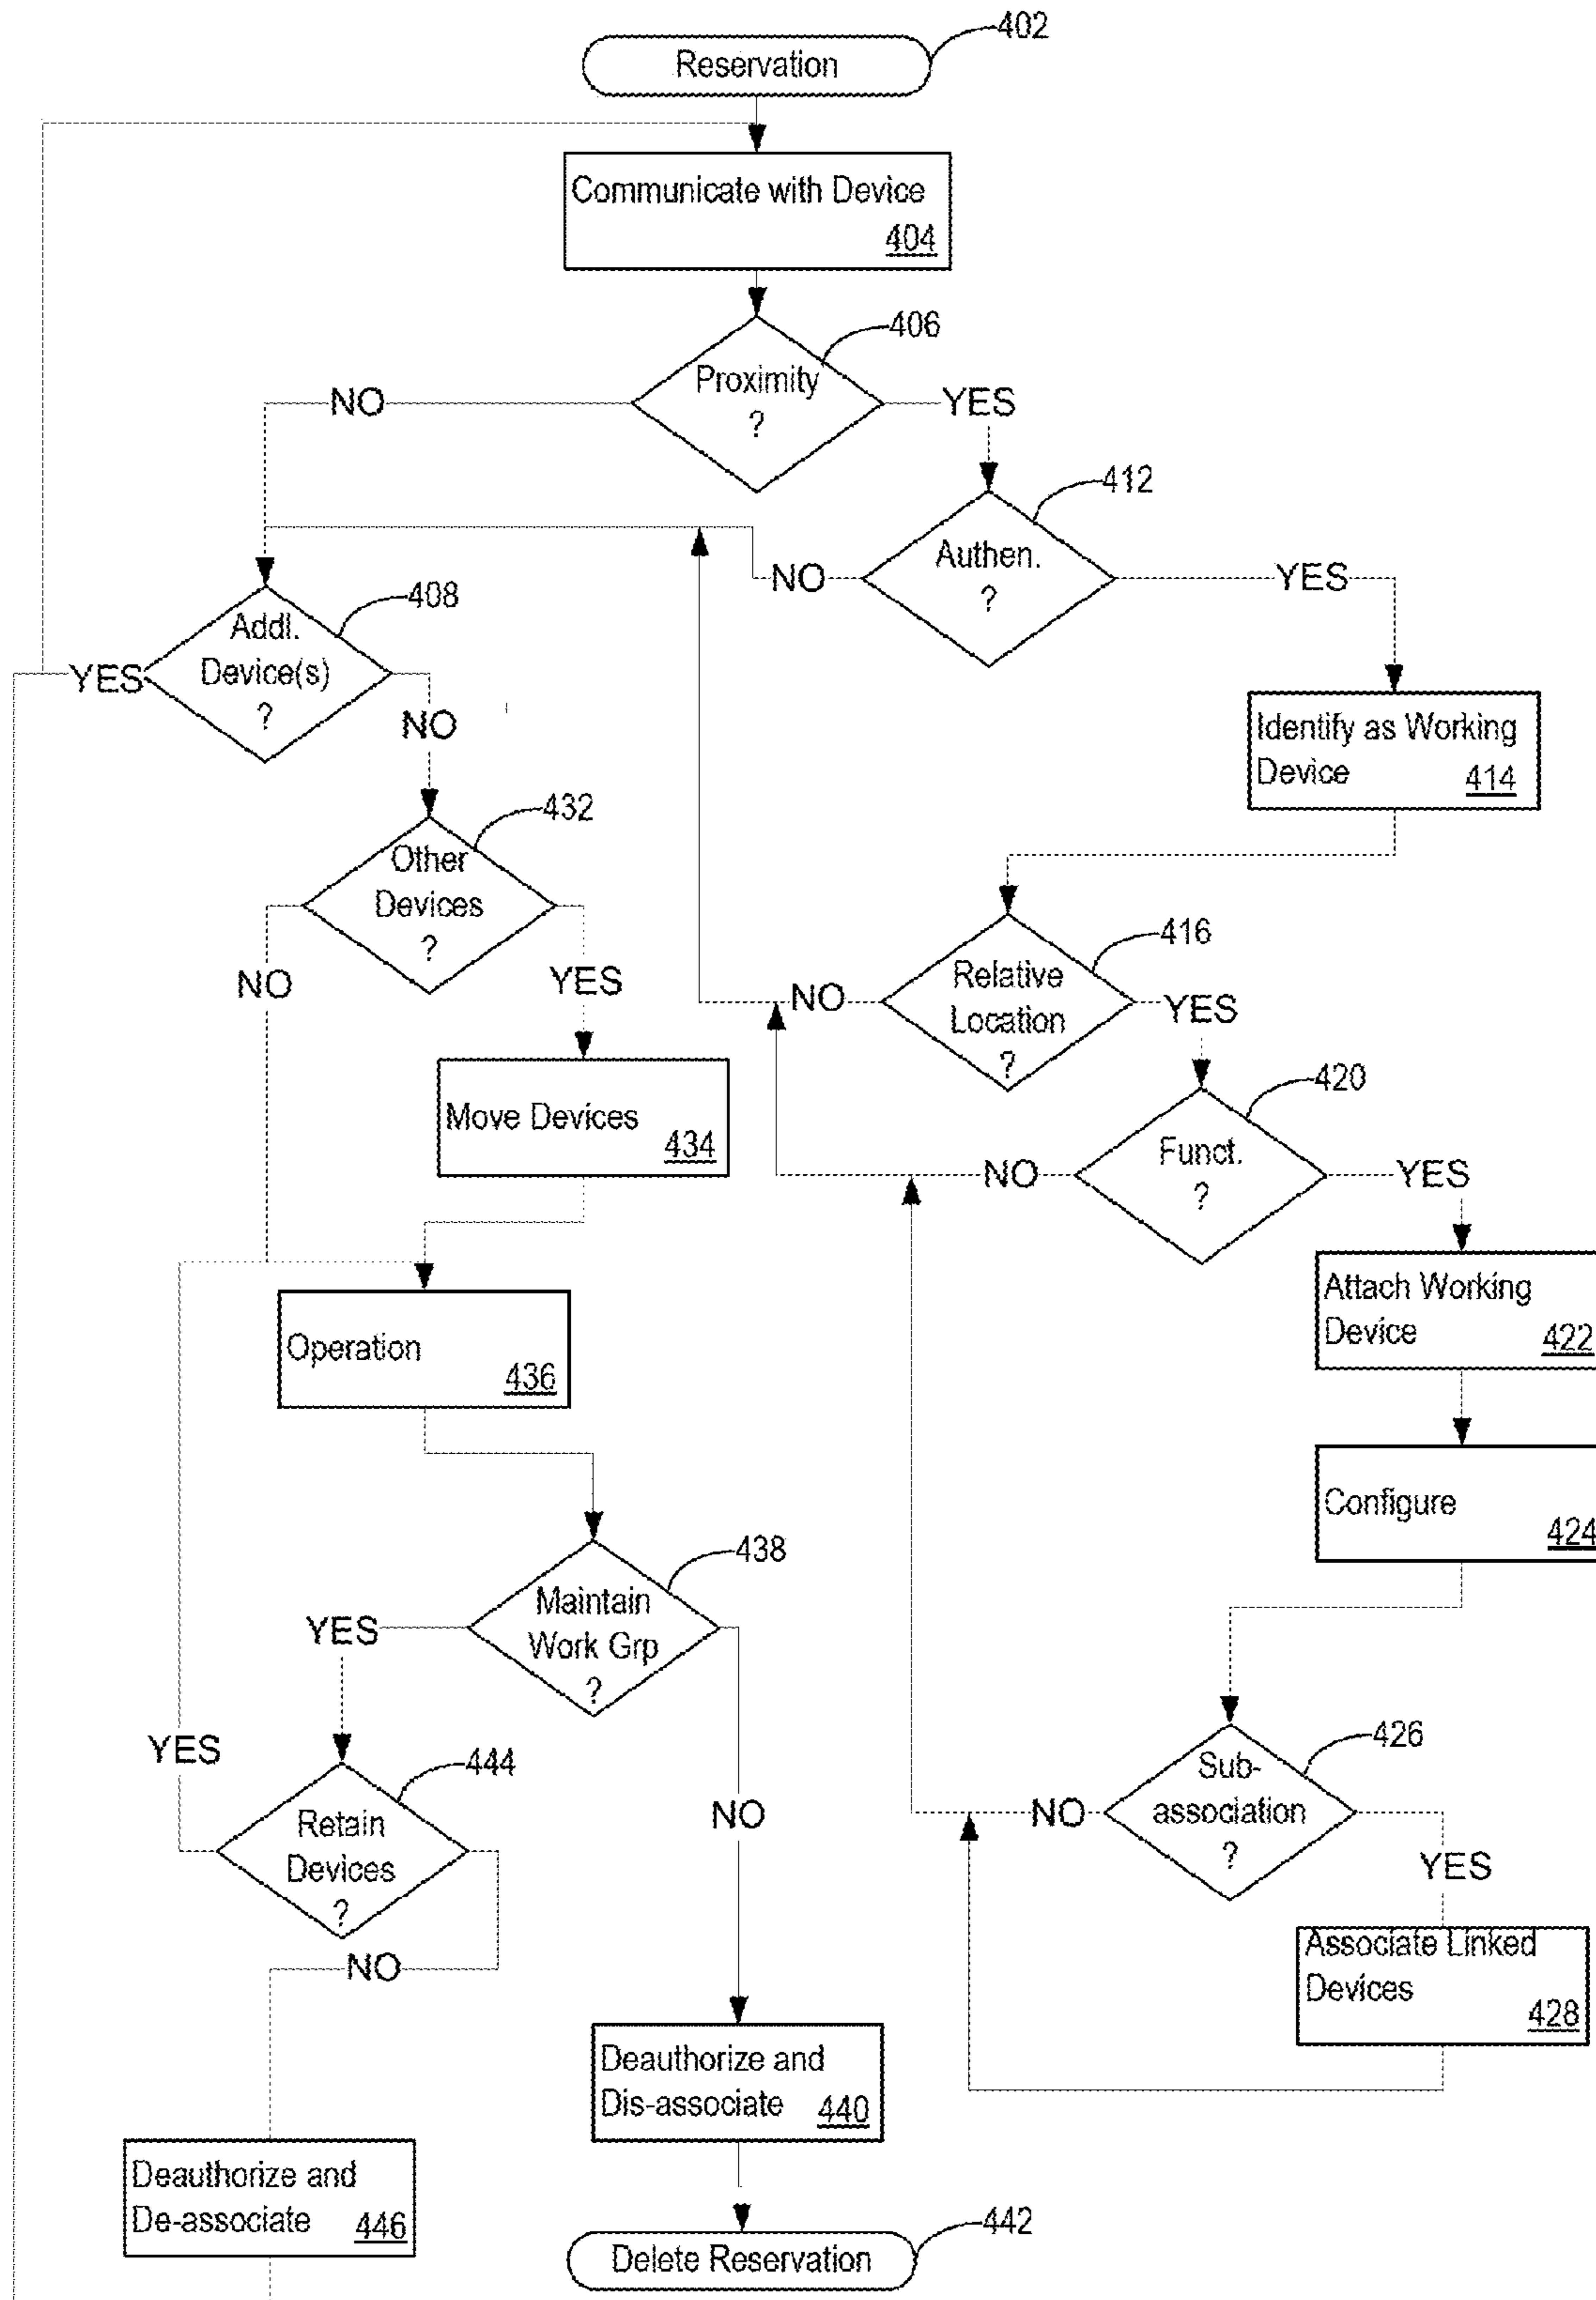 402
Reservation
Communicate with Device
404
406
Proximity
?
NO
YES
412
Authen.
?
NO
YES
408
Addl.
Device(s)
?
YES
NO
Identify as Working
Device 414
432
Other
Devices
?
NO
YES
416
Relative
Location
?
NO
YES
420
Funct.
?
NO
YES
Move Devices
434
Attach Working
Device 422
Operation
436
Configure
424
438
Maintain
Work Grp
?
YES
NO
426
Sub-
association
?
NO
YES
444
Retain
Devices
?
YES
NO
Associate Linked
Devices 428
Deauthorize and
Dis-associate 440
Deauthorize and
De-associate 446
442
Delete Reservation